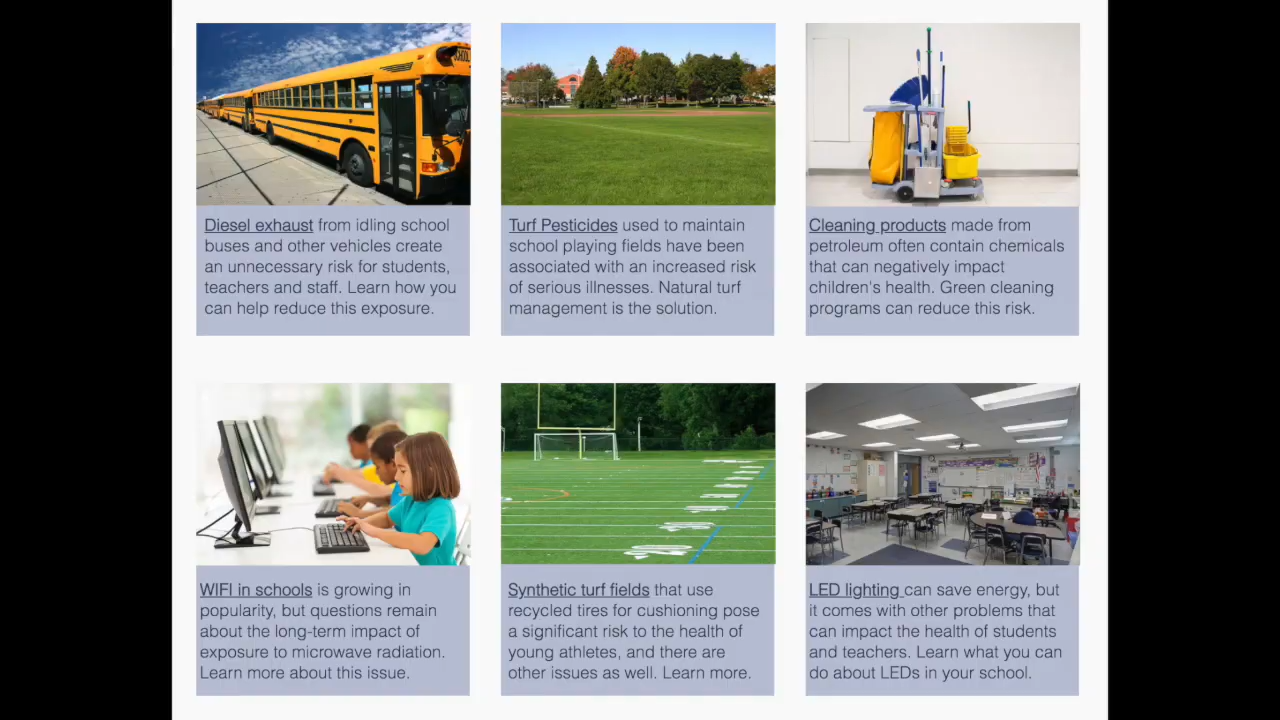 SCHOOL
Diesel exhaust from idling school
buses and other vehicles create
an unnecessary risk for students,
teachers and staff. Learn how you
can help reduce this exposure.
Turf Pesticides used to maintain
school playing fields have been
associated with an increased risk
of serious illnesses. Natural turf
management is the solution.
Cleaning products made from
petroleum often contain chemicals
that can negatively impact
children's health. Green cleaning
programs can reduce this risk.
WIFI in schools is growing in
popularity, but questions remain
about the long-term impact of
exposure to microwave radiation.
Learn more about this issue.
Synthetic turf fields that use
recycled tires for cushioning pose
a significant risk to the health of
young athletes, and there are
other issues as well. Learn more.
LED lighting can save energy, but
it comes with other problems that
can impact the health of students
and teachers. Learn what you can
do about LEDs in your school.